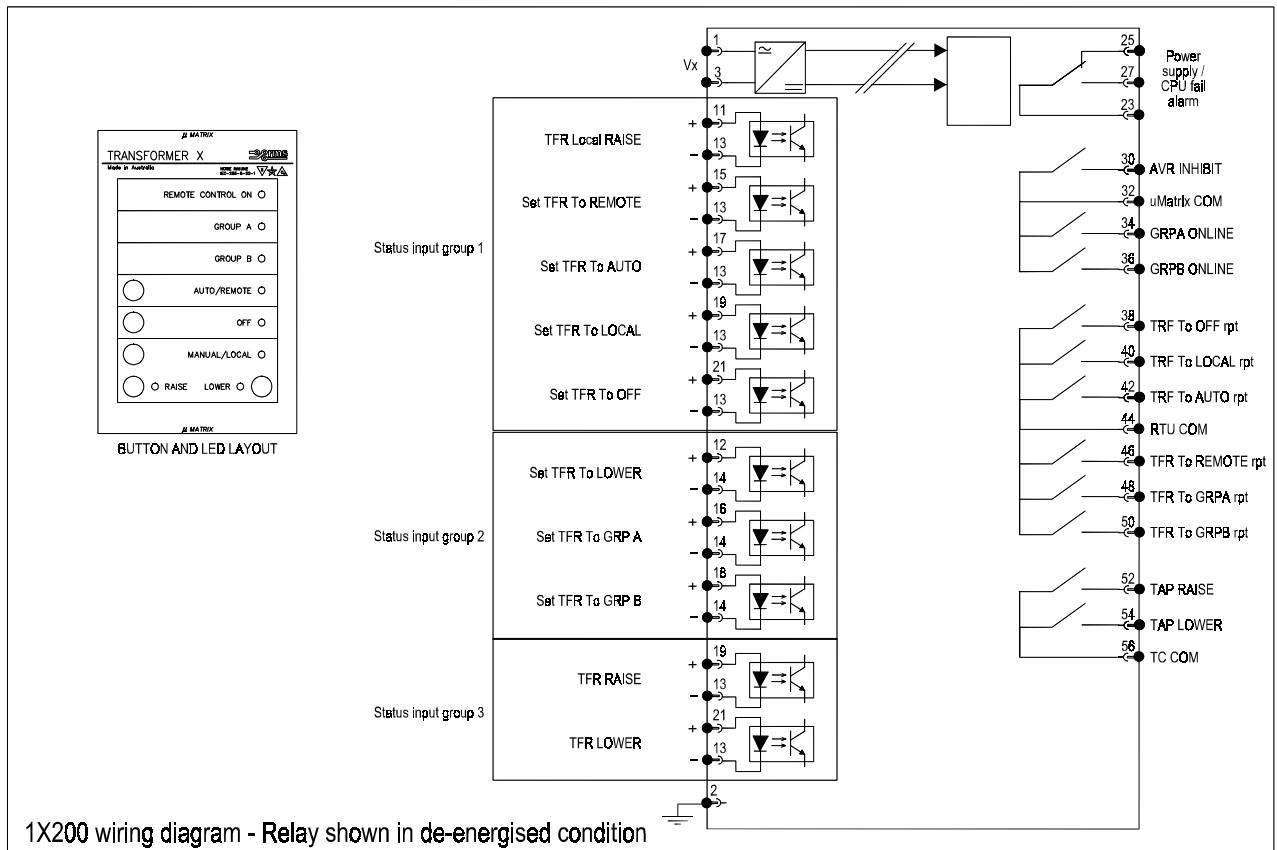 µ MATRIX
TRANSFORMER X
rms
Made in Australia
REMOTE CONTROL ON
GROUP A
GROUP B
AUTO/REMOTE
OFF
MANUAL/LOCAL
RAISE LOWER
µ MATRIX
BUTTON AND LED LAYOUT
Vx
1
3
Status input group 1
TFR Local RAISE
+ 11
- 13
Set TFR To REMOTE
+ 15
- 13
Set TFR To AUTO
+ 17
- 13
Set TFR To LOCAL
+ 19
- 13
Set TFR To OFF
+ 21
- 13
Status input group 2
Set TFR To LOWER
+ 12
- 14
Set TFR To GRP A
+ 16
- 14
Set TFR To GRP B
+ 18
- 14
Status input group 3
TFR RAISE
+ 19
- 13
TFR LOWER
+ 21
- 13
2
25
27
23
Power
supply /
CPU fail
alarm
30 AVR INHIBIT
32 uMatrix COM
34 GRPA ONLINE
36 GRPB ONLINE
38 TRF To OFF rpt
40 TRF To LOCAL rpt
42 TRF To AUTO rpt
44 RTU COM
46 TFR To REMOTE rpt
48 TFR To GRPA rpt
50 TFR To GRPB rpt
52 TAP RAISE
54 TAP LOWER
56 TC COM
1X200 wiring diagram - Relay shown in de-energised condition